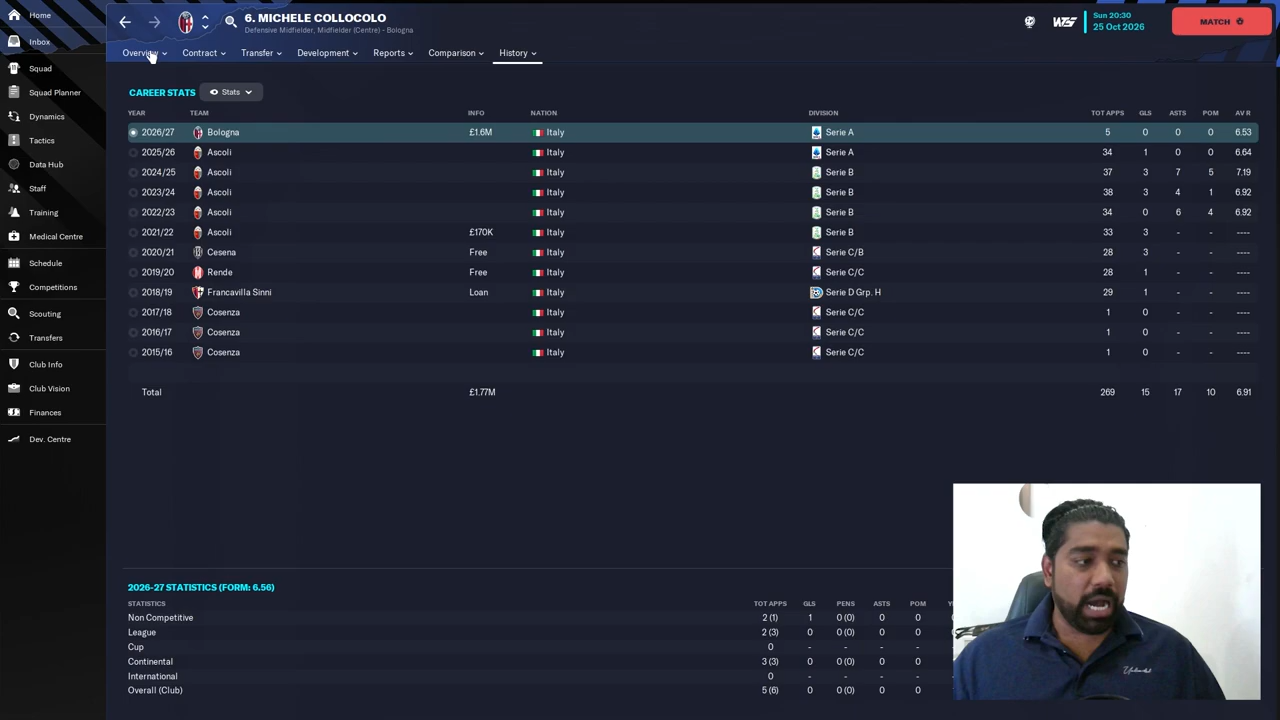 Home
Inbox
Squad
Squad Planner
Dynamics
Tactics
Data Hub
Staff
Training
Medical Centre
Schedule
Competitions
Scouting
Transfers
Club Info
Club Vision
Finances
Dev. Centre
6. MICHELE COLLOCOLO
Defensive Midfielder, Midfielder (Centre) - Bologna
Sun 20:30
25 Oct 2026
MATCH
Overview Contract Transfer Development Reports Comparison History
CAREER STATS Stats
YEAR TEAM INFO NATION DIVISION TOT APPS GLS ASTS POM AV R
2026/27 Bologna £1.6M Italy Serie A 5 0 0 0 6.53
2025/26 Ascoli Italy Serie A 34 1 0 0 6.64
2024/25 Ascoli Italy Serie B 37 3 7 5 7.19
2023/24 Ascoli Italy Serie B 38 3 4 1 6.92
2022/23 Ascoli Italy Serie B 34 0 6 4 6.92
2021/22 Ascoli £170K Italy Serie B 33 3 - - ----
2020/21 Cesena Free Italy Serie C/B 28 3 - - ----
2019/20 Rende Free Italy Serie C/C 28 1 - - ----
2018/19 Francavilla Sinni Loan Italy Serie D Grp. H 29 1 - - ----
2017/18 Cosenza Italy Serie C/C 1 0 - - ----
2016/17 Cosenza Italy Serie C/C 1 0 - - ----
2015/16 Cosenza Italy Serie C/C 1 0 - - ----
Total £1.77M 269 15 17 10 6.91
2026-27 STATISTICS (FORM: 6.56)
STATISTICS TOT APPS GLS PENS ASTS POM
Non Competitive 2 (1) 1 0 (0) 0 0
League 2 (3) 0 0 (0) 0 0
Cup 0 - - - -
Continental 3 (3) 0 0 (0) 0 0
International 0 - - - -
Overall (Club) 5 (6) 0 0 (0) 0 0